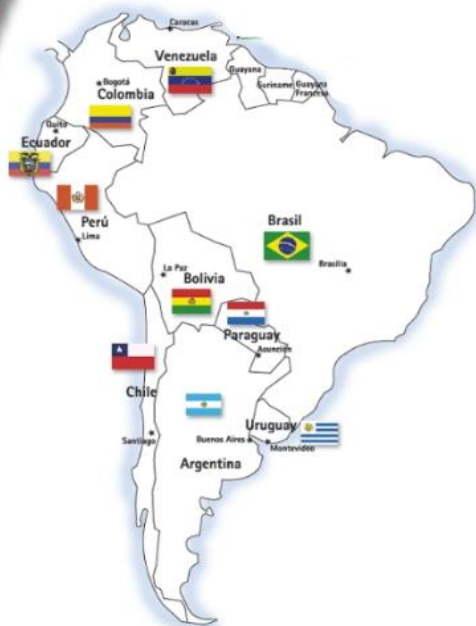 Caracas
Venezuela
Guayana
Suriname
Guayana
Francesa
Bogotá
Colombia
Quito
Ecuador
Perú
Lima
Brasil
Brasilia
La Paz
Bolivia
Paraguay
Asunción
Chile
Santiago
Uruguay
Buenos Aires
Montevideo
Argentina